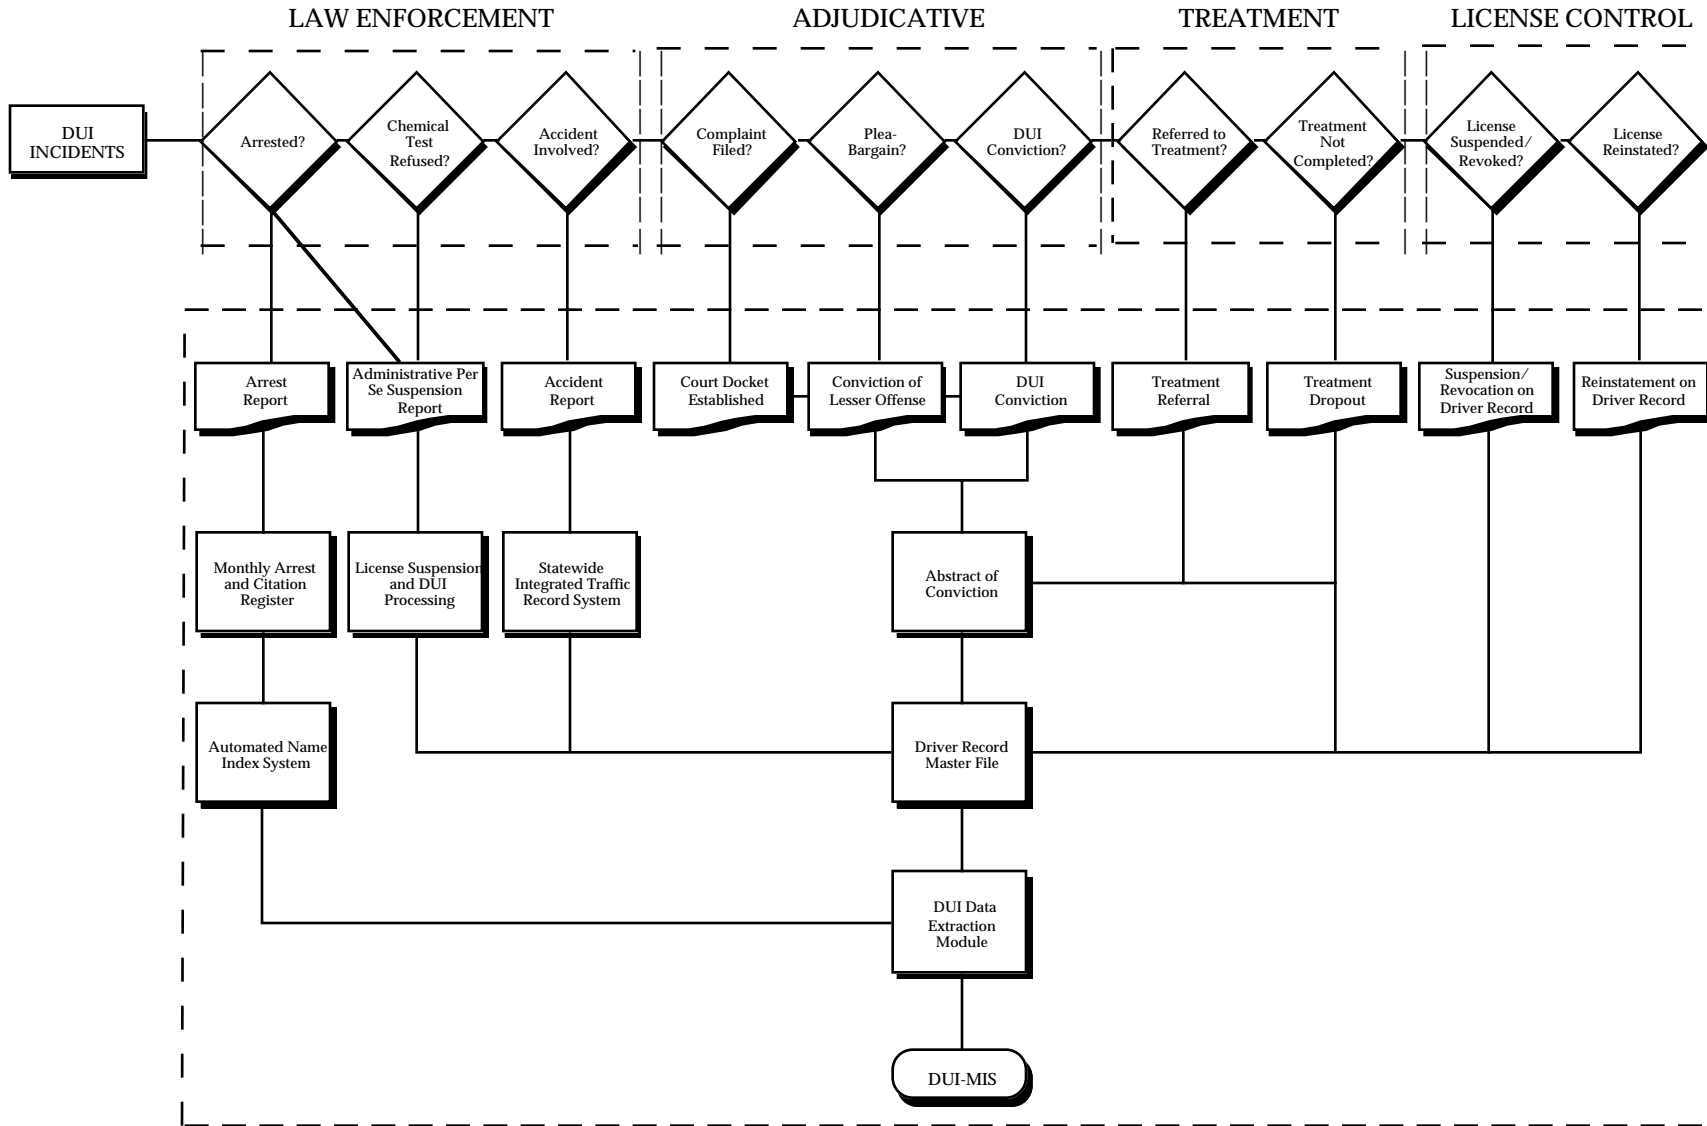 LAW ENFORCEMENT
ADJUDICATIVE
TREATMENT
LICENSE CONTROL
DUI
INCIDENTS
Arrested?
Chemical
Test
Refused?
Accident
Involved?
Complaint
Filed?
Plea-
Bargain?
DUI
Conviction?
Referred to
Treatment?
Treatment
Not
Completed?
License
Suspended/
Revoked?
License
Reinstated?
Arrest
Report
Administrative Per
Se Suspension
Report
Accident
Report
Court Docket
Established
Conviction of
Lesser Offense
DUI
Conviction
Treatment
Referral
Treatment
Dropout
Suspension/
Revocation on
Driver Record
Reinstatement on
Driver Record
Monthly Arrest
and Citation
Register
License Suspension
and DUI
Processing
Statewide
Integrated Traffic
Record System
Abstract of
Conviction
Automated Name
Index System
Driver Record
Master File
DUI Data
Extraction
Module
DUI-MIS